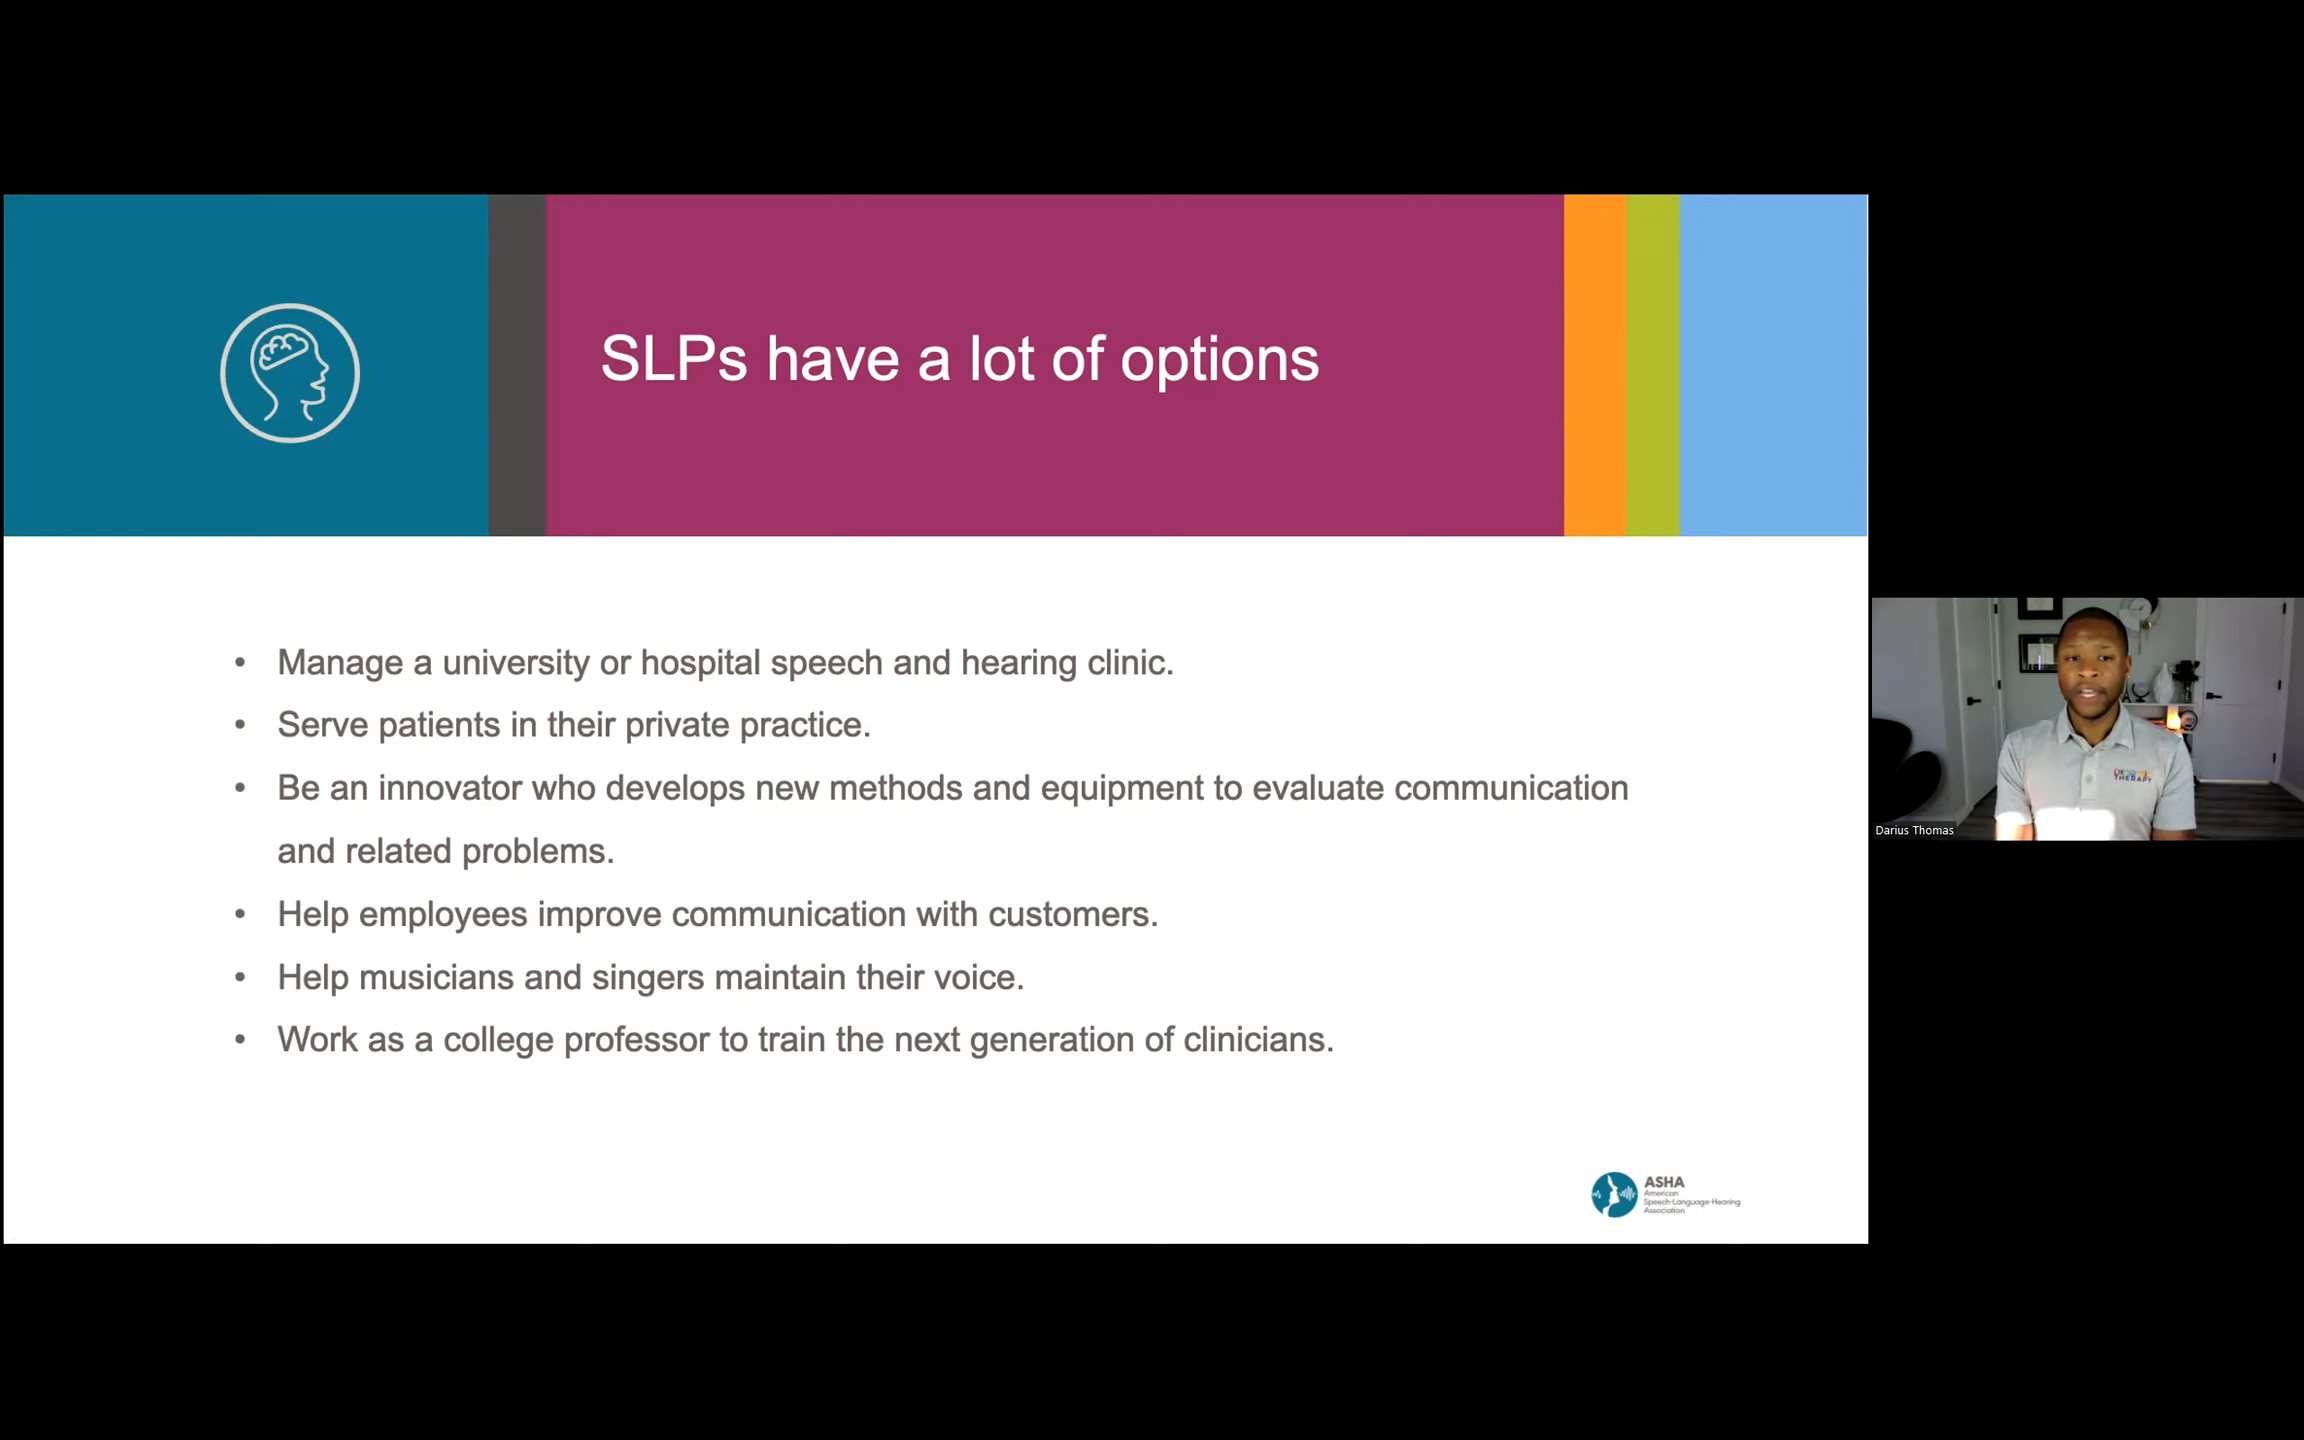 SLPs have a lot of options
• Manage a university or hospital speech and hearing clinic.
• Serve patients in their private practice.
• Be an innovator who develops new methods and equipment to evaluate communication
and related problems.
• Help employees improve communication with customers.
• Help musicians and singers maintain their voice.
• Work as a college professor to train the next generation of clinicians.
ASHA
American
Speech-Language-Hearing
Association
THERAPY
Darius Thomas